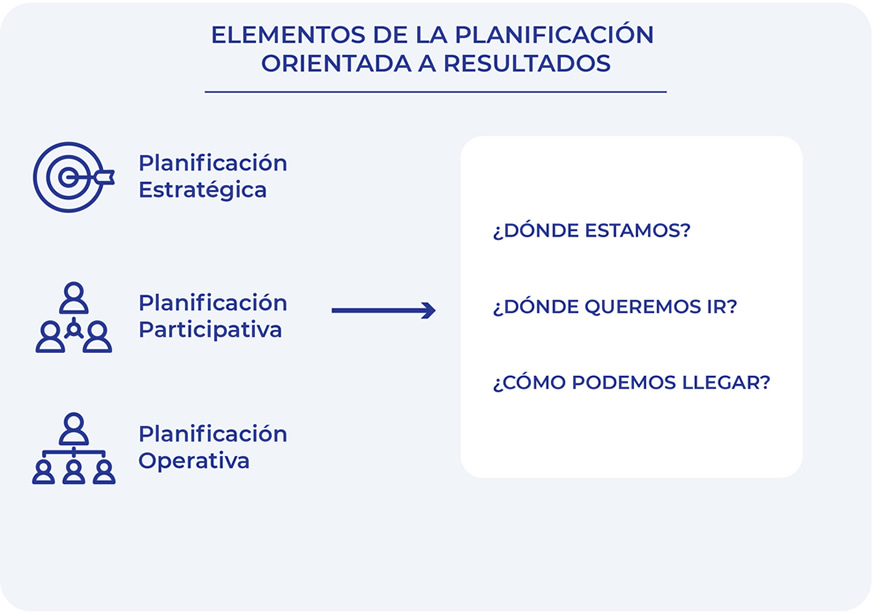 ELEMENTOS DE LA PLANIFICACIÓN
ORIENTADA A RESULTADOS
Planificación
Estratégica
Planificación
Participativa
Planificación
Operativa
¿DÓNDE ESTAMOS?
¿DÓNDE QUEREMOS IR?
¿CÓMO PODEMOS LLEGAR?